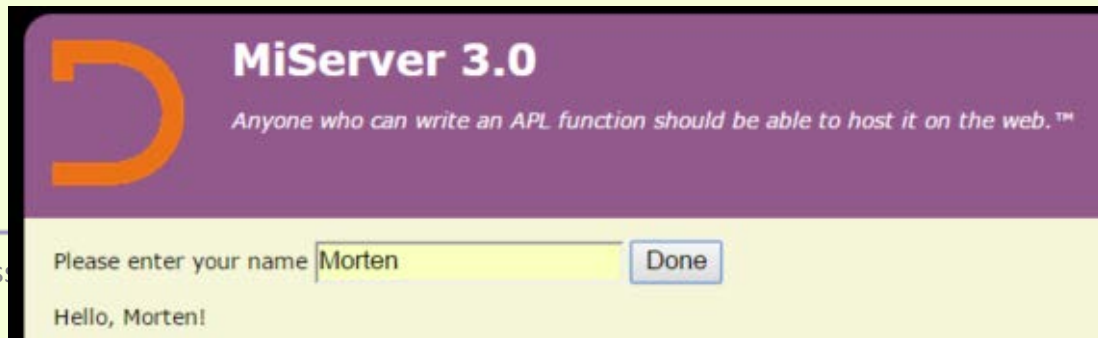 MiServer 3.0
Anyone who can write an APL function should be able to host it on the web.™
Please enter your name Morten Done
Hello, Morten!